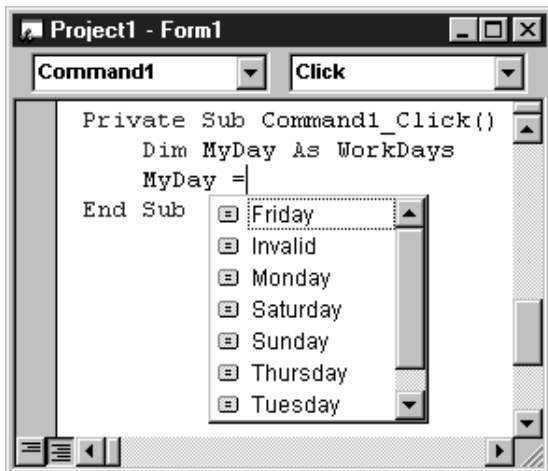 Project1 - Form1
Command1 Click
Private Sub Command1_Click()
Dim MyDay As WorkDays
MyDay =
End Sub
Friday
Invalid
Monday
Saturday
Sunday
Thursday
Tuesday